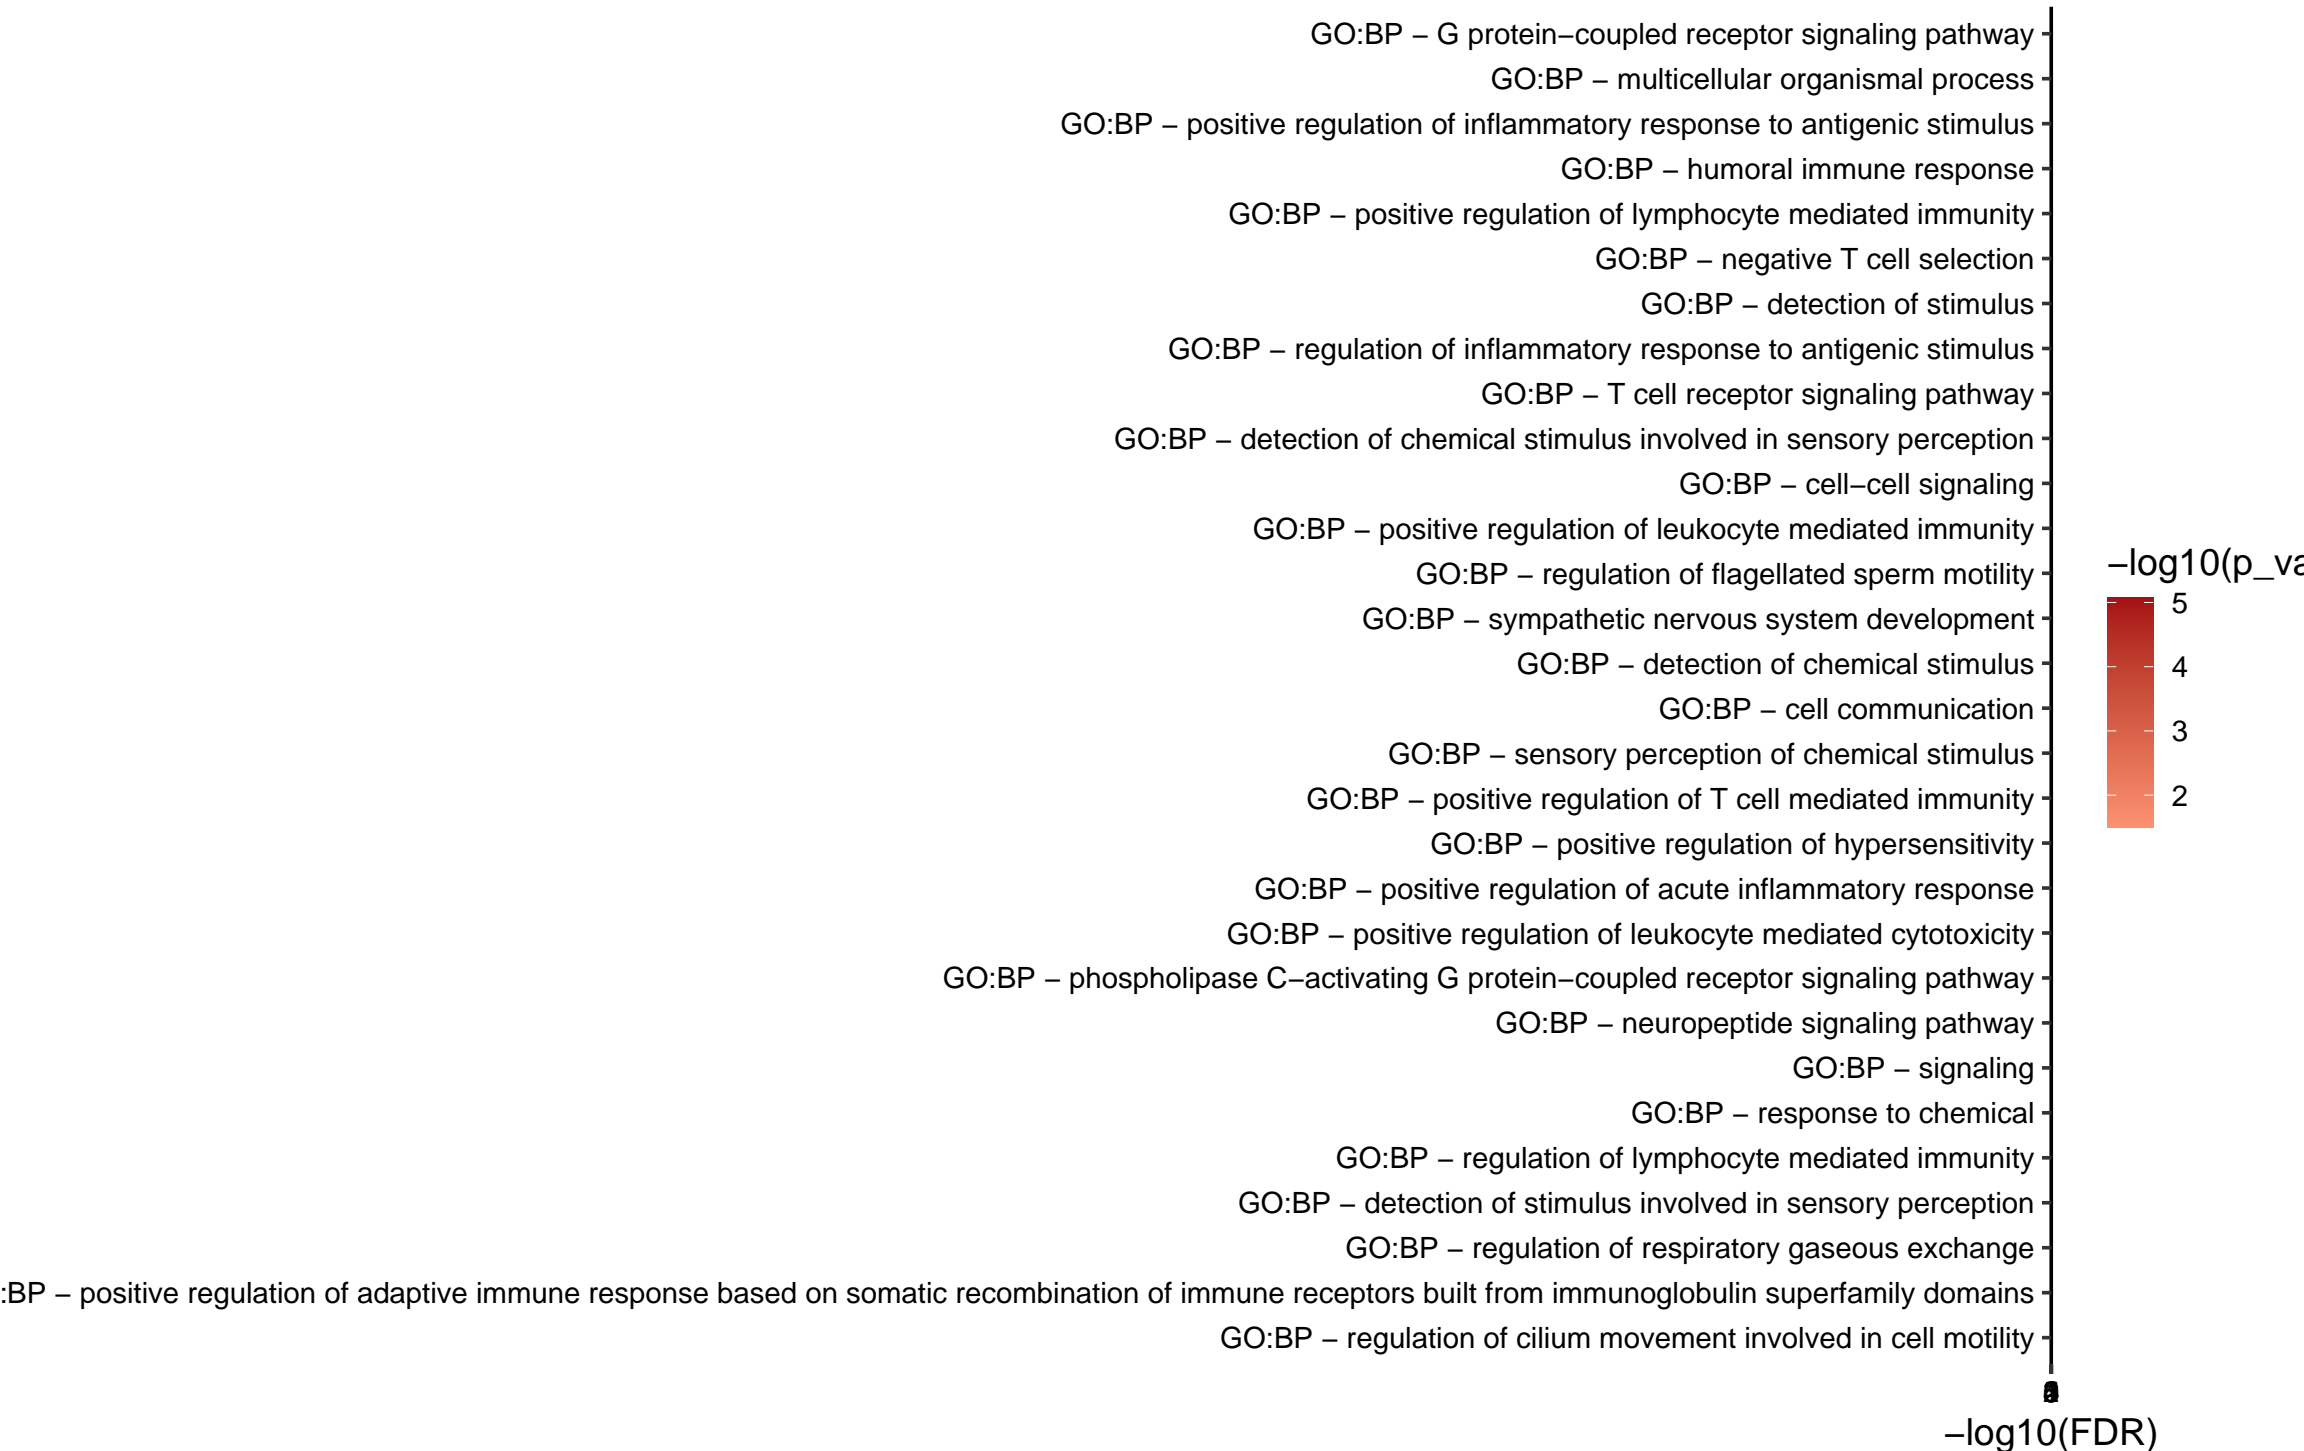 GO:BP – G protein–coupled receptor signaling pathway
GO:BP – multicellular organismal process
GO:BP – positive regulation of inflammatory response to antigenic stimulus
GO:BP – humoral immune response
GO:BP – positive regulation of lymphocyte mediated immunity
GO:BP – negative T cell selection
GO:BP – detection of stimulus
GO:BP – regulation of inflammatory response to antigenic stimulus
GO:BP – T cell receptor signaling pathway
GO:BP – detection of chemical stimulus involved in sensory perception
GO:BP – cell–cell signaling
GO:BP – positive regulation of leukocyte mediated immunity
GO:BP – regulation of flagellated sperm motility
GO:BP – sympathetic nervous system development
GO:BP – detection of chemical stimulus
GO:BP – cell communication
GO:BP – sensory perception of chemical stimulus
GO:BP – positive regulation of T cell mediated immunity
GO:BP – positive regulation of hypersensitivity
GO:BP – positive regulation of acute inflammatory response
GO:BP – positive regulation of leukocyte mediated cytotoxicity
GO:BP – phospholipase C–activating G protein–coupled receptor signaling pathway
GO:BP – neuropeptide signaling pathway
GO:BP – signaling
GO:BP – response to chemical
GO:BP – regulation of lymphocyte mediated immunity
GO:BP – detection of stimulus involved in sensory perception
GO:BP – regulation of respiratory gaseous exchange
:BP – positive regulation of adaptive immune response based on somatic recombination of immune receptors built from immunoglobulin superfamily domains
GO:BP – regulation of cilium movement involved in cell motility
–log10(FDR)
–log10(p_va
5
4
3
2